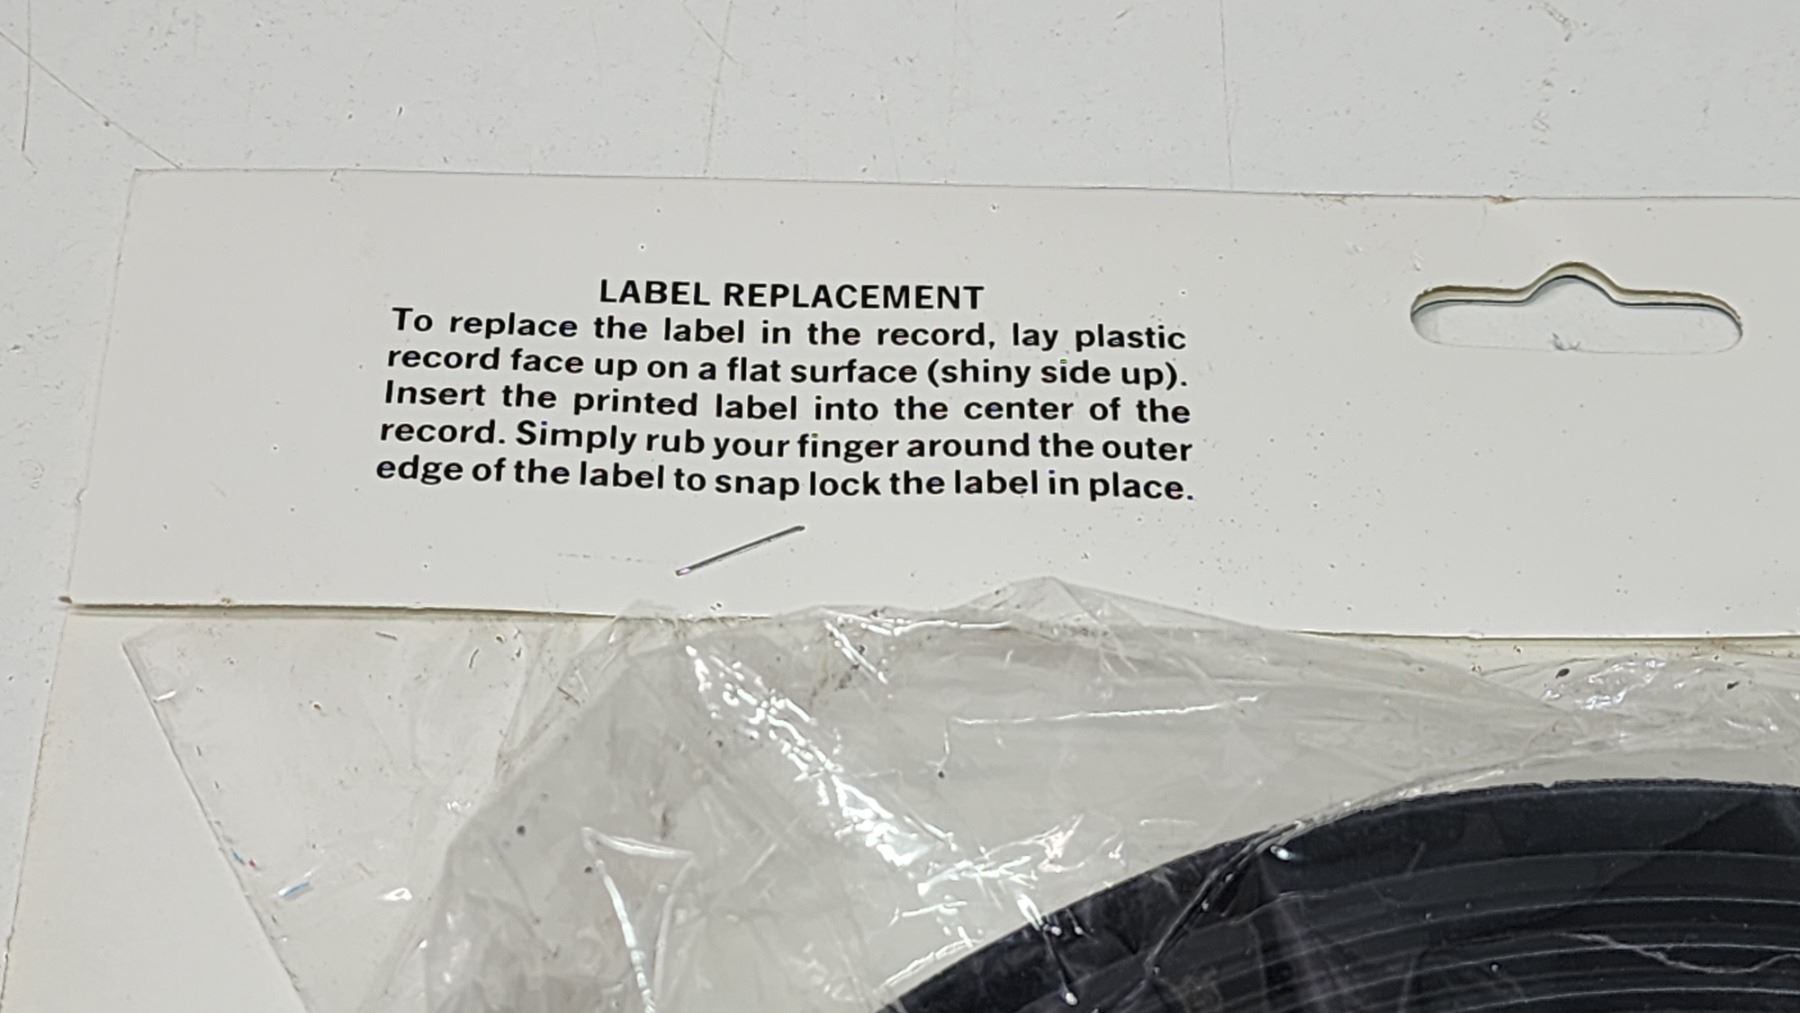 LABEL REPLACEMENT
To replace the label in the record, lay plastic
record face up on a flat surface (shiny side up).
Insert the printed label into the center of the
record. Simply rub your finger around the outer
edge of the label to snap lock the label in place.